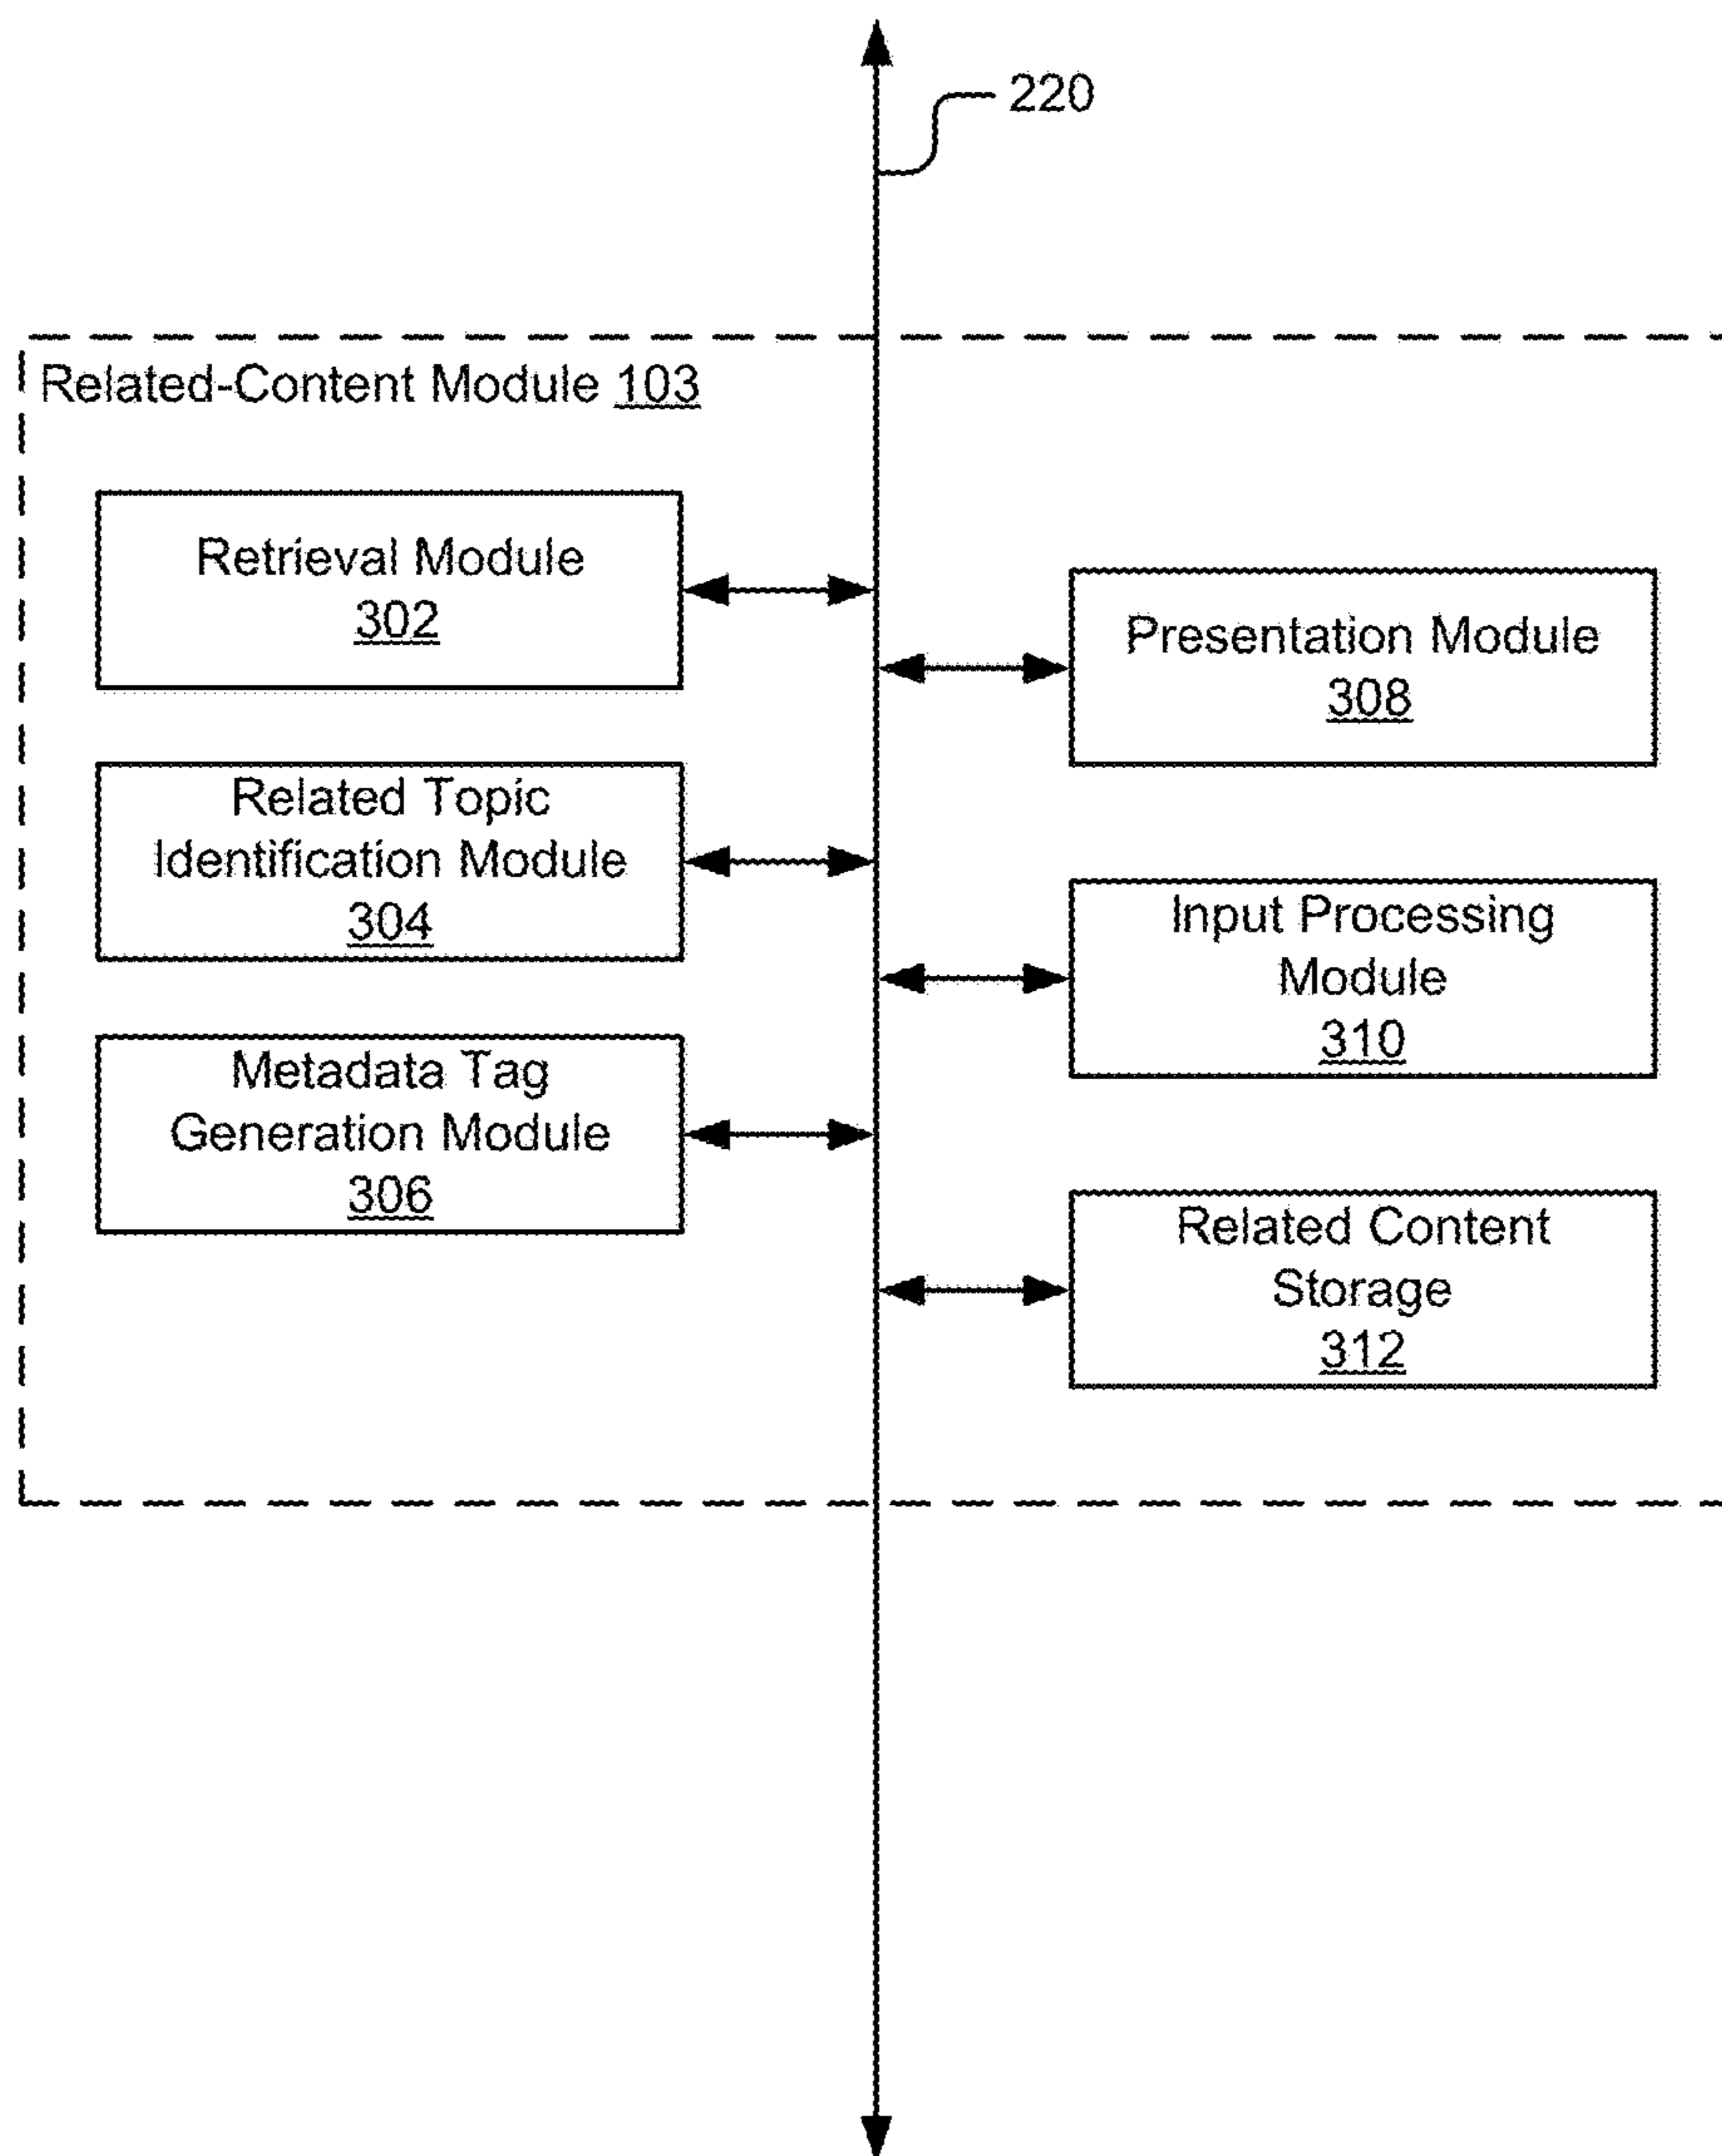 220
Related-Content Module 103
Retrieval Module
302
Related Topic
Identification Module
304
Metadata Tag
Generation Module
306
Presentation Module
308
Input Processing
Module
310
Related Content
Storage
312